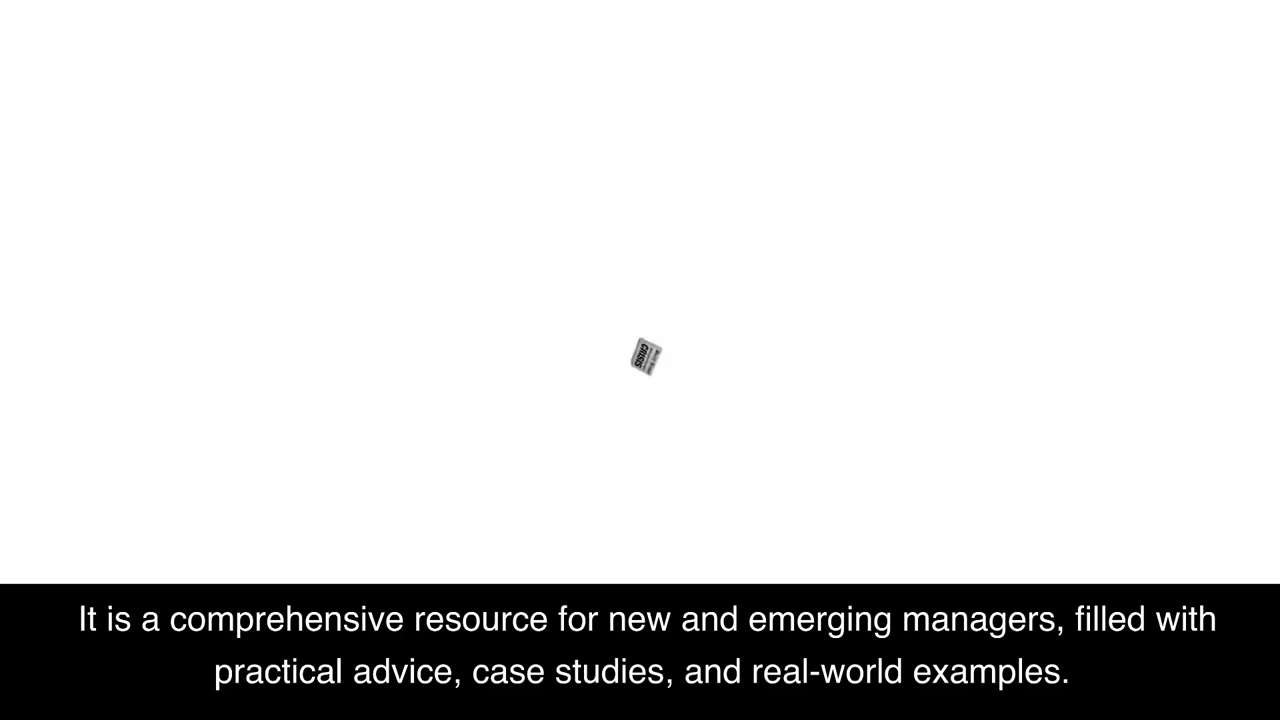 CRISIS
It is a comprehensive resource for new and emerging managers, filled with
practical advice, case studies, and real-world examples.